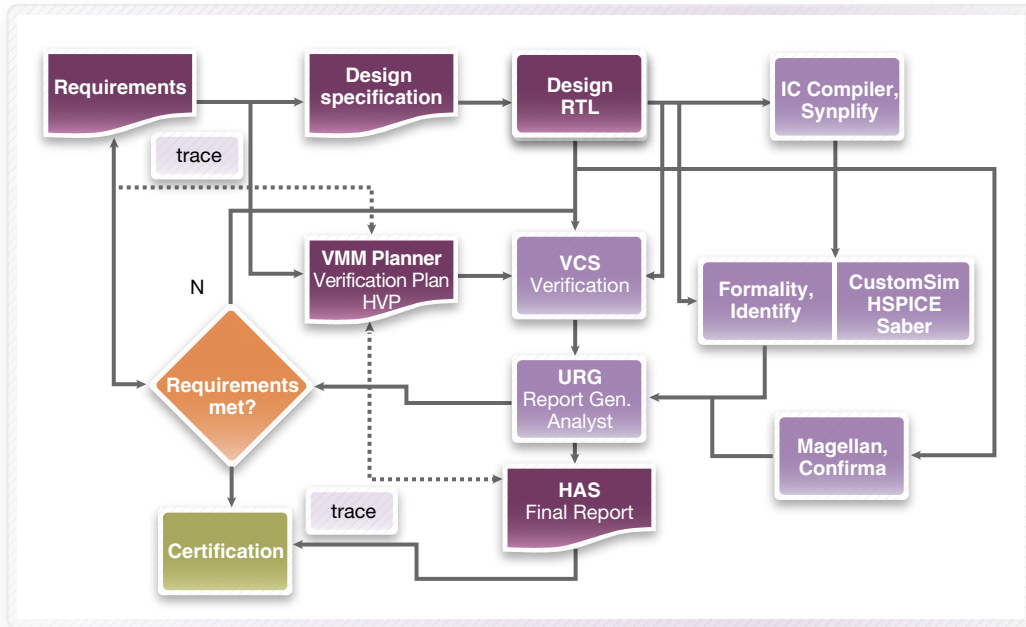 Requirements
Design
specification
Design
RTL
IC Compiler,
Synplify
trace
VMM Planner
Verification Plan
HVP
VCS
Verification
Formality,
Identify
CustomSim
HSPICE
Saber
N
Requirements
met?
URG
Report Gen.
Analyst
Magellan,
Confirma
HAS
Final Report
trace
Certification